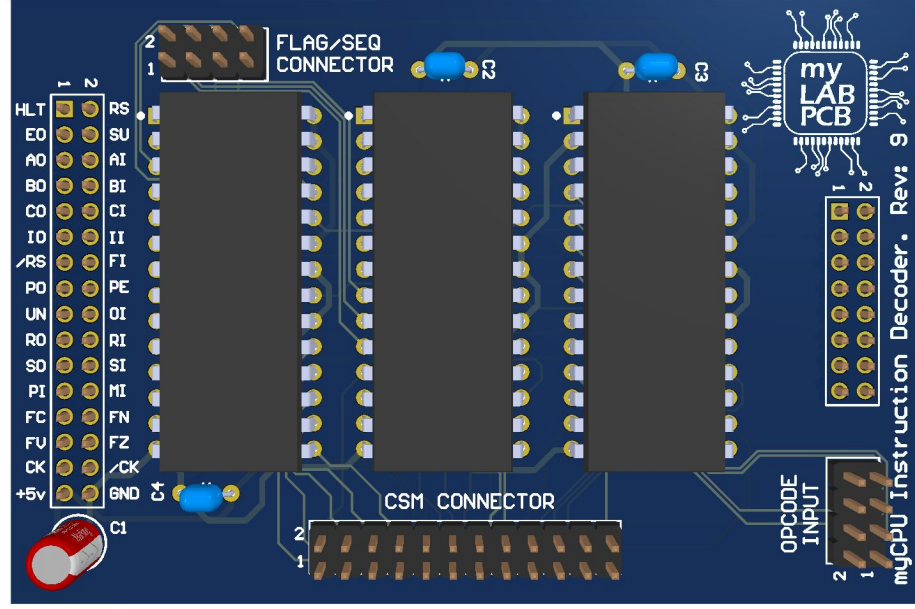 2
1
FLAG/SEQ
CONNECTOR
C2
C3
my
LAB
PCB
1 2
HLT RS
EO SU
AO AI
BO BI
CO CI
IO II
/RS FI
PO PE
UN OI
RO RI
SO SI
PI MI
FC FN
FV FZ
CK /CK
+5v GND
C1
C4
1 2
CSM CONNECTOR
2
1
OPCODE
INPUT
2 1
myCPU Instruction Decoder. Rev: 9